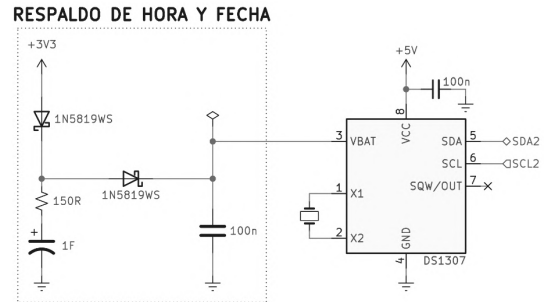 RESPALDO DE HORA Y FECHA
+3V3
+5V
100n
1N5819WS
8
VCC
3 VBAT
SDA 5 SDA2
SCL 6 SCL2
SQW/OUT 7
1N5819WS
150R
1 X1
+
1F
100n
2 X2
GND
4
DS1307